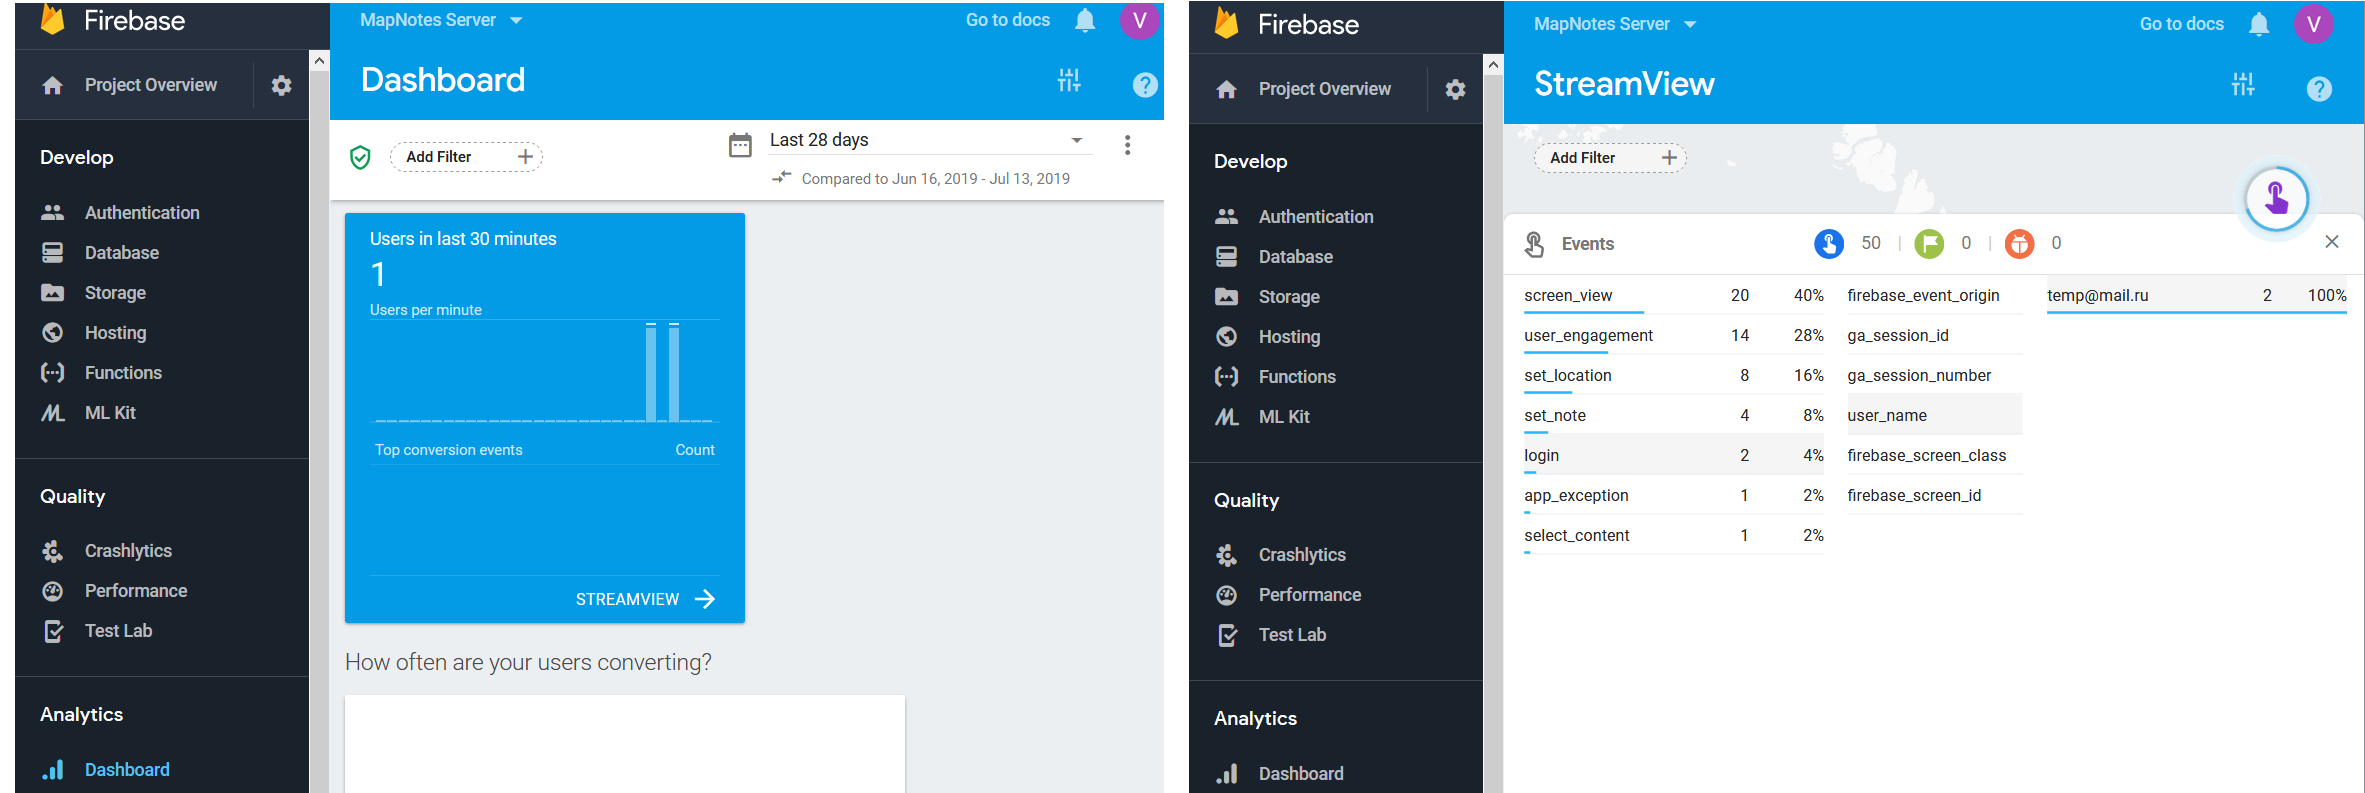 Firebase
Project Overview
Develop
Authentication
Database
Storage
Hosting
Functions
ML Kit
Quality
Crashlytics
Performance
Test Lab
Analytics
Dashboard
MapNotes Server
Go to docs
V
Dashboard
?
Add Filter
Last 28 days
Compared to Jun 16, 2019 - Jul 13, 2019
Users in last 30 minutes
1
Users per minute
Top conversion events Count
STREAMVIEW
How often are your users converting?
Firebase
Project Overview
Develop
Authentication
Database
Storage
Hosting
Functions
ML Kit
Quality
Crashlytics
Performance
Test Lab
Analytics
Dashboard
MapNotes Server
Go to docs
V
StreamView
?
Add Filter
Events 50 | 0 | 0
screen_view 20 40%
user_engagement 14 28%
set_location 8 16%
set_note 4 8%
login 2 4%
app_exception 1 2%
select_content 1 2%
firebase_event_origin
ga_session_id
ga_session_number
user_name
firebase_screen_class
firebase_screen_id
temp@mail.ru 2 100%